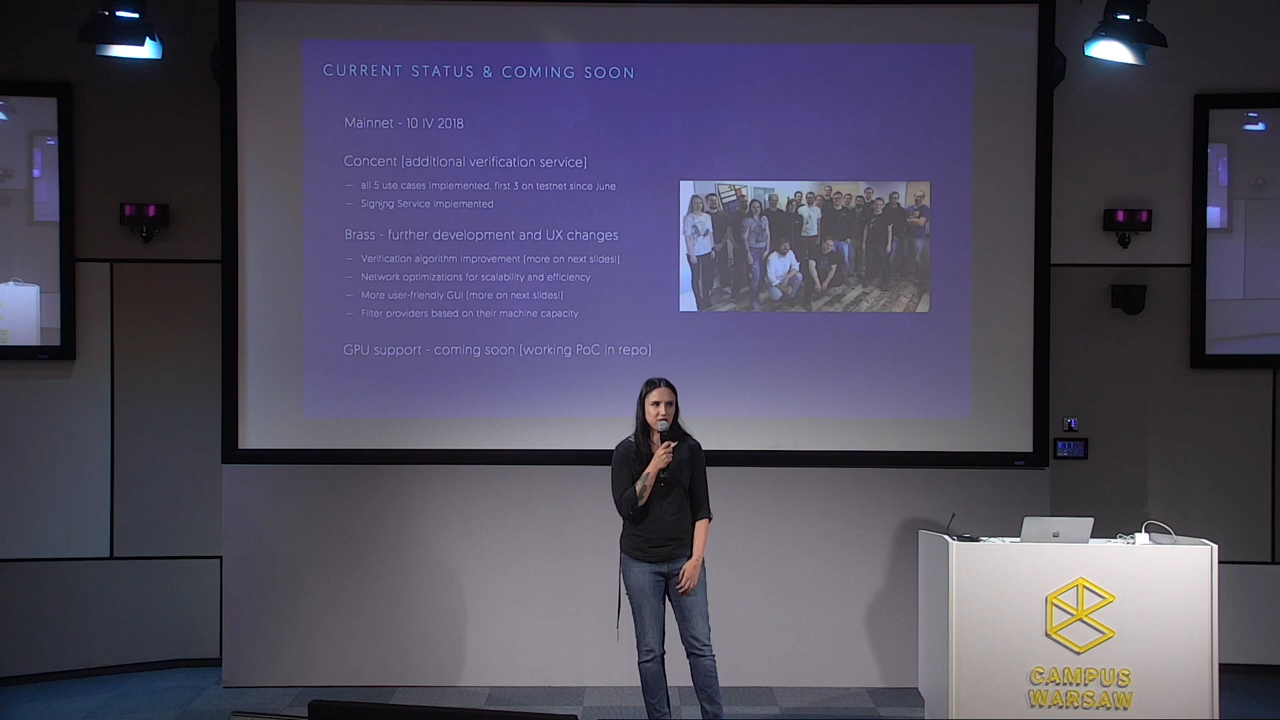 CURRENT STATUS & COMING SOON
Mainnet - 10 IV 2018
Concent [additional verification service]
— all 5 use cases implemented, first 3 on testnet since June
— Signing Service implemented
Brass - further development and UX changes
— Verification algorithm improvement [more on next slides!]
— Network optimizations for scalability and efficiency
— More user-friendly GUI [more on next slides!]
— Filter providers based on their machine capacity
GPU support - coming soon [working PoC in repo]
CAMPUS
WARSAW